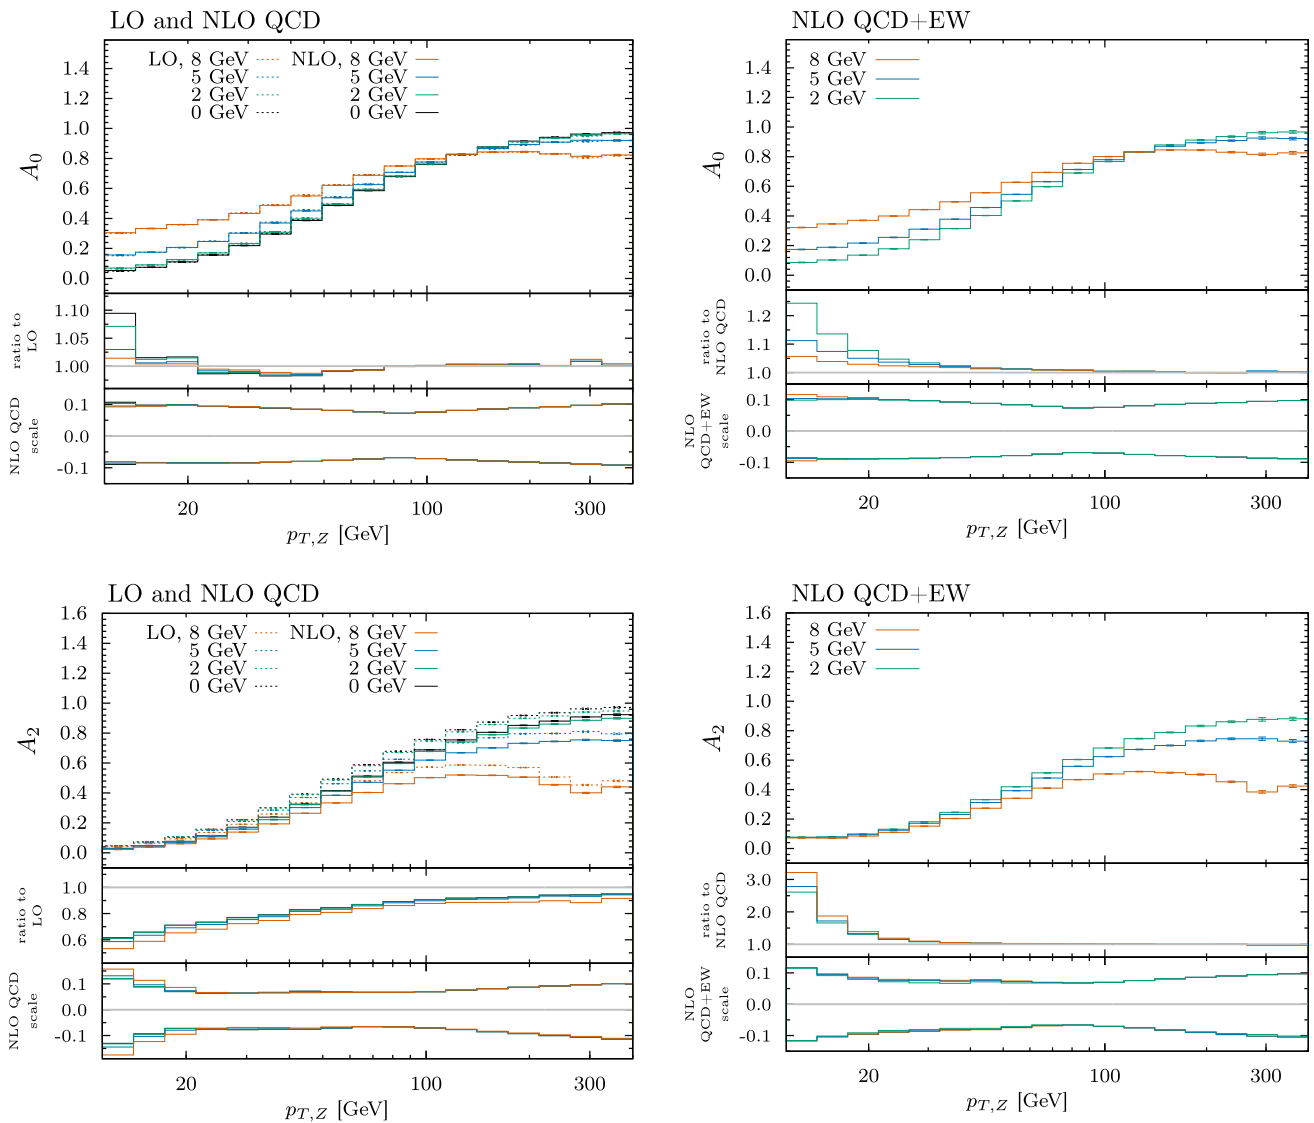 LO and NLO QCD
LO, 8 GeV NLO, 8 GeV
5 GeV 5 GeV
2 GeV 2 GeV
0 GeV 0 GeV
A0
1.4
1.2
1.0
0.8
0.6
0.4
0.2
0.0
ratio to
LO
1.10
1.05
1.00
NLO QCD
scale
0.1
0.0
-0.1
20 100 300
pT,Z [GeV]
NLO QCD+EW
8 GeV
5 GeV
2 GeV
A0
1.4
1.2
1.0
0.8
0.6
0.4
0.2
0.0
ratio to
NLO QCD
1.2
1.1
1.0
NLO
QCD+EW
scale
0.1
0.0
-0.1
20 100 300
pT,Z [GeV]
LO and NLO QCD
LO, 8 GeV NLO, 8 GeV
5 GeV 5 GeV
2 GeV 2 GeV
0 GeV 0 GeV
A2
1.6
1.4
1.2
1.0
0.8
0.6
0.4
0.2
0.0
ratio to
LO
1.0
0.8
0.6
NLO QCD
scale
0.1
0.0
-0.1
20 100 300
pT,Z [GeV]
NLO QCD+EW
8 GeV
5 GeV
2 GeV
A2
1.6
1.4
1.2
1.0
0.8
0.6
0.4
0.2
0.0
ratio to
NLO QCD
3.0
2.0
1.0
NLO
QCD+EW
scale
0.1
0.0
-0.1
20 100 300
pT,Z [GeV]